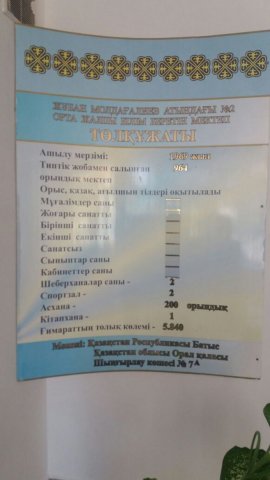 ЖҰБАН МОЛДАҒАЛИЕВ АТЫНДАҒЫ №2
ОРТА ЖАЛПЫ БІЛІМ БЕРЕТІН МЕКТЕП
ТӨЛҚҰЖАТЫ
Ашылу мерзімі:
Типтік жобамен салынған 964
орындық мектеп
Орыс, қазақ, ағылшын тілдері оқытылады
Мұғалімдер саны
Жоғары санатты
Бірінші санатты
Екінші санатты
Санатсыз
Сыныптар саны
Кабинеттер саны
Шеберханалар саны - 2
Спортзал - 2
Асхана - 200 орындық
Кітапхана - 1
Ғимараттың толық көлемі - 5.840
Мекені: Қазақстан Республикасы Батыс
Қазақстан облысы Орал қаласы
Шыңғырлау көшесі № 7А